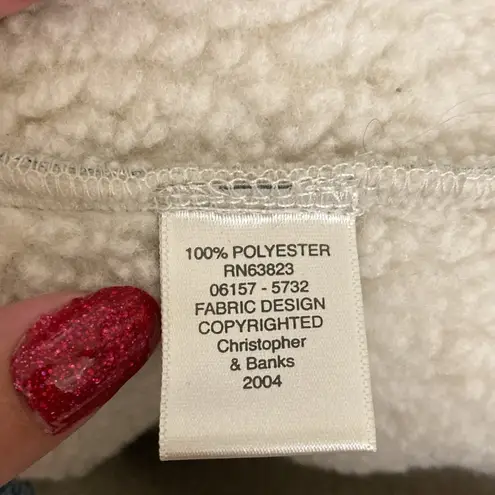 100% POLYESTER
RN63823
06157 - 5732
FABRIC DESIGN
COPYRIGHTED
Christopher
& Banks
2004